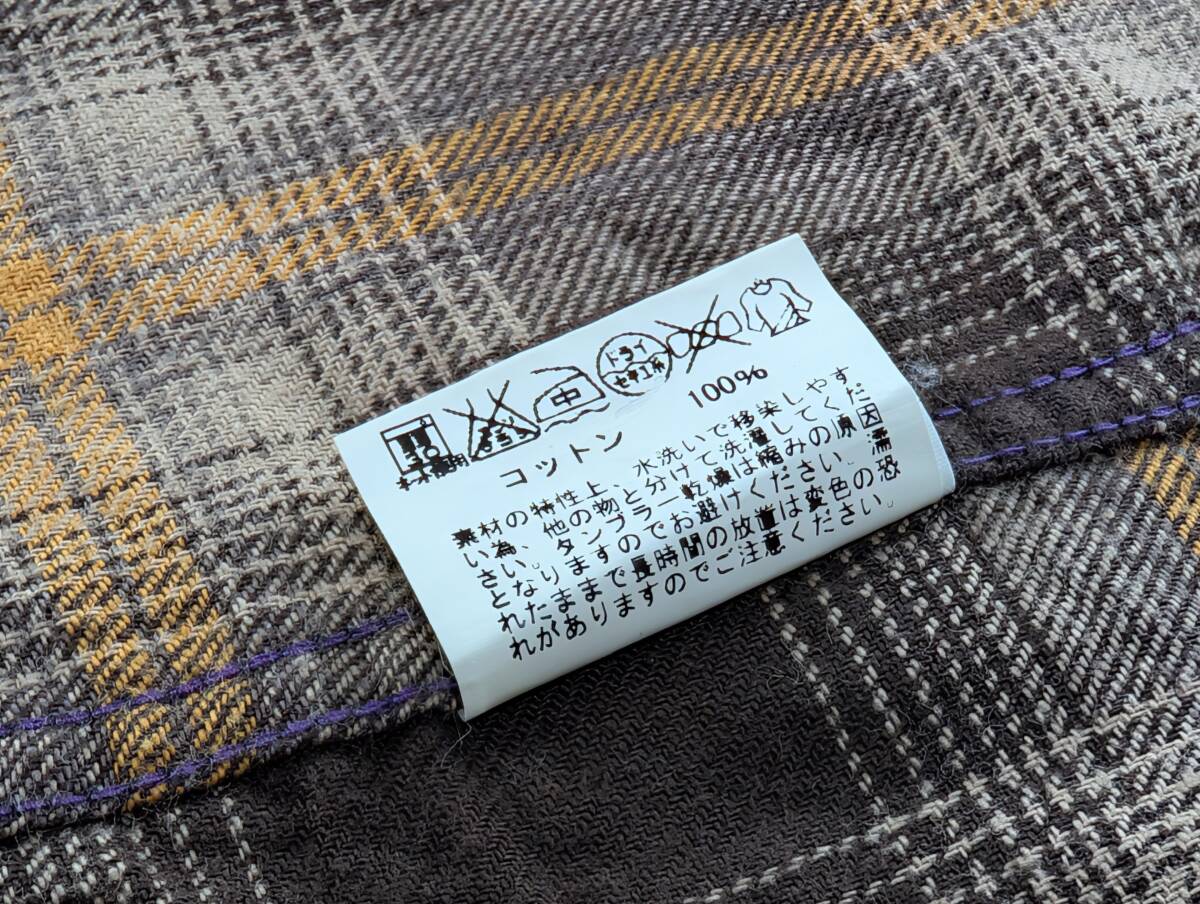 中
ドライ
セキユ系
コットン 100%
素材の特性上、水洗いで移染しやす
い為、他の物と分けて洗濯してくだ
さい。タンブラー乾燥は縮みの原因
となりますのでお避けください。濡
れたままで長時間の放置は変色の恐
れがありますのでご注意ください。